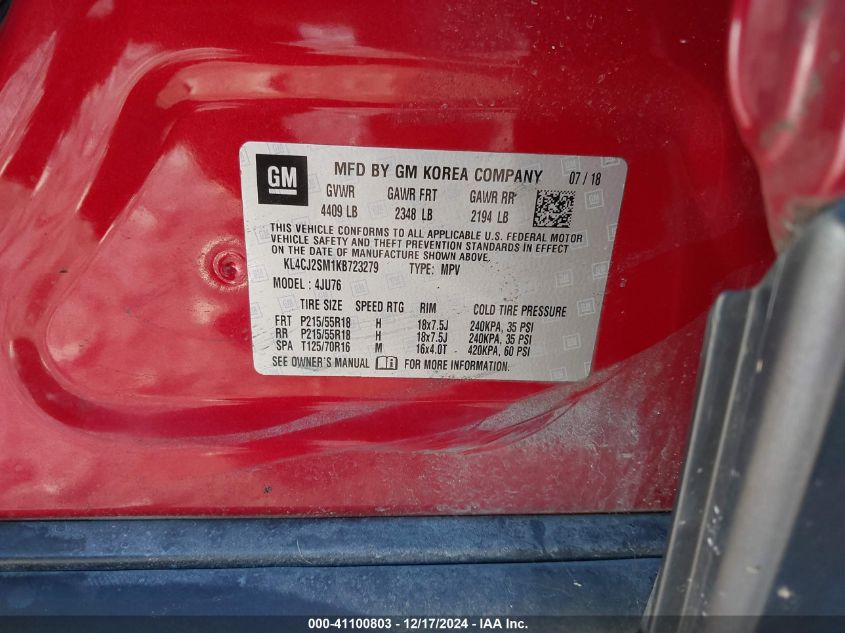 GM
MFD BY GM KOREA COMPANY 07 / 18
GVWR GAWR FRT GAWR RR
4409 LB 2348 LB 2194 LB
THIS VEHICLE CONFORMS TO ALL APPLICABLE U.S. FEDERAL MOTOR
VEHICLE SAFETY AND THEFT PREVENTION STANDARDS IN EFFECT
ON THE DATE OF MANUFACTURE SHOWN ABOVE.
KL4CJ2SM1KB723279 TYPE: MPV
MODEL : 4JU76
TIRE SIZE SPEED RTG RIM COLD TIRE PRESSURE
FRT P215/55R18 H 18x7.5J 240KPA, 35 PSI
RR P215/55R18 H 18x7.5J 240KPA, 35 PSI
SPA T125/70R16 M 16x4.0T 420KPA, 60 PSI
SEE OWNER'S MANUAL FOR MORE INFORMATION.
000-41100803 - 12/17/2024 - IAAI.com